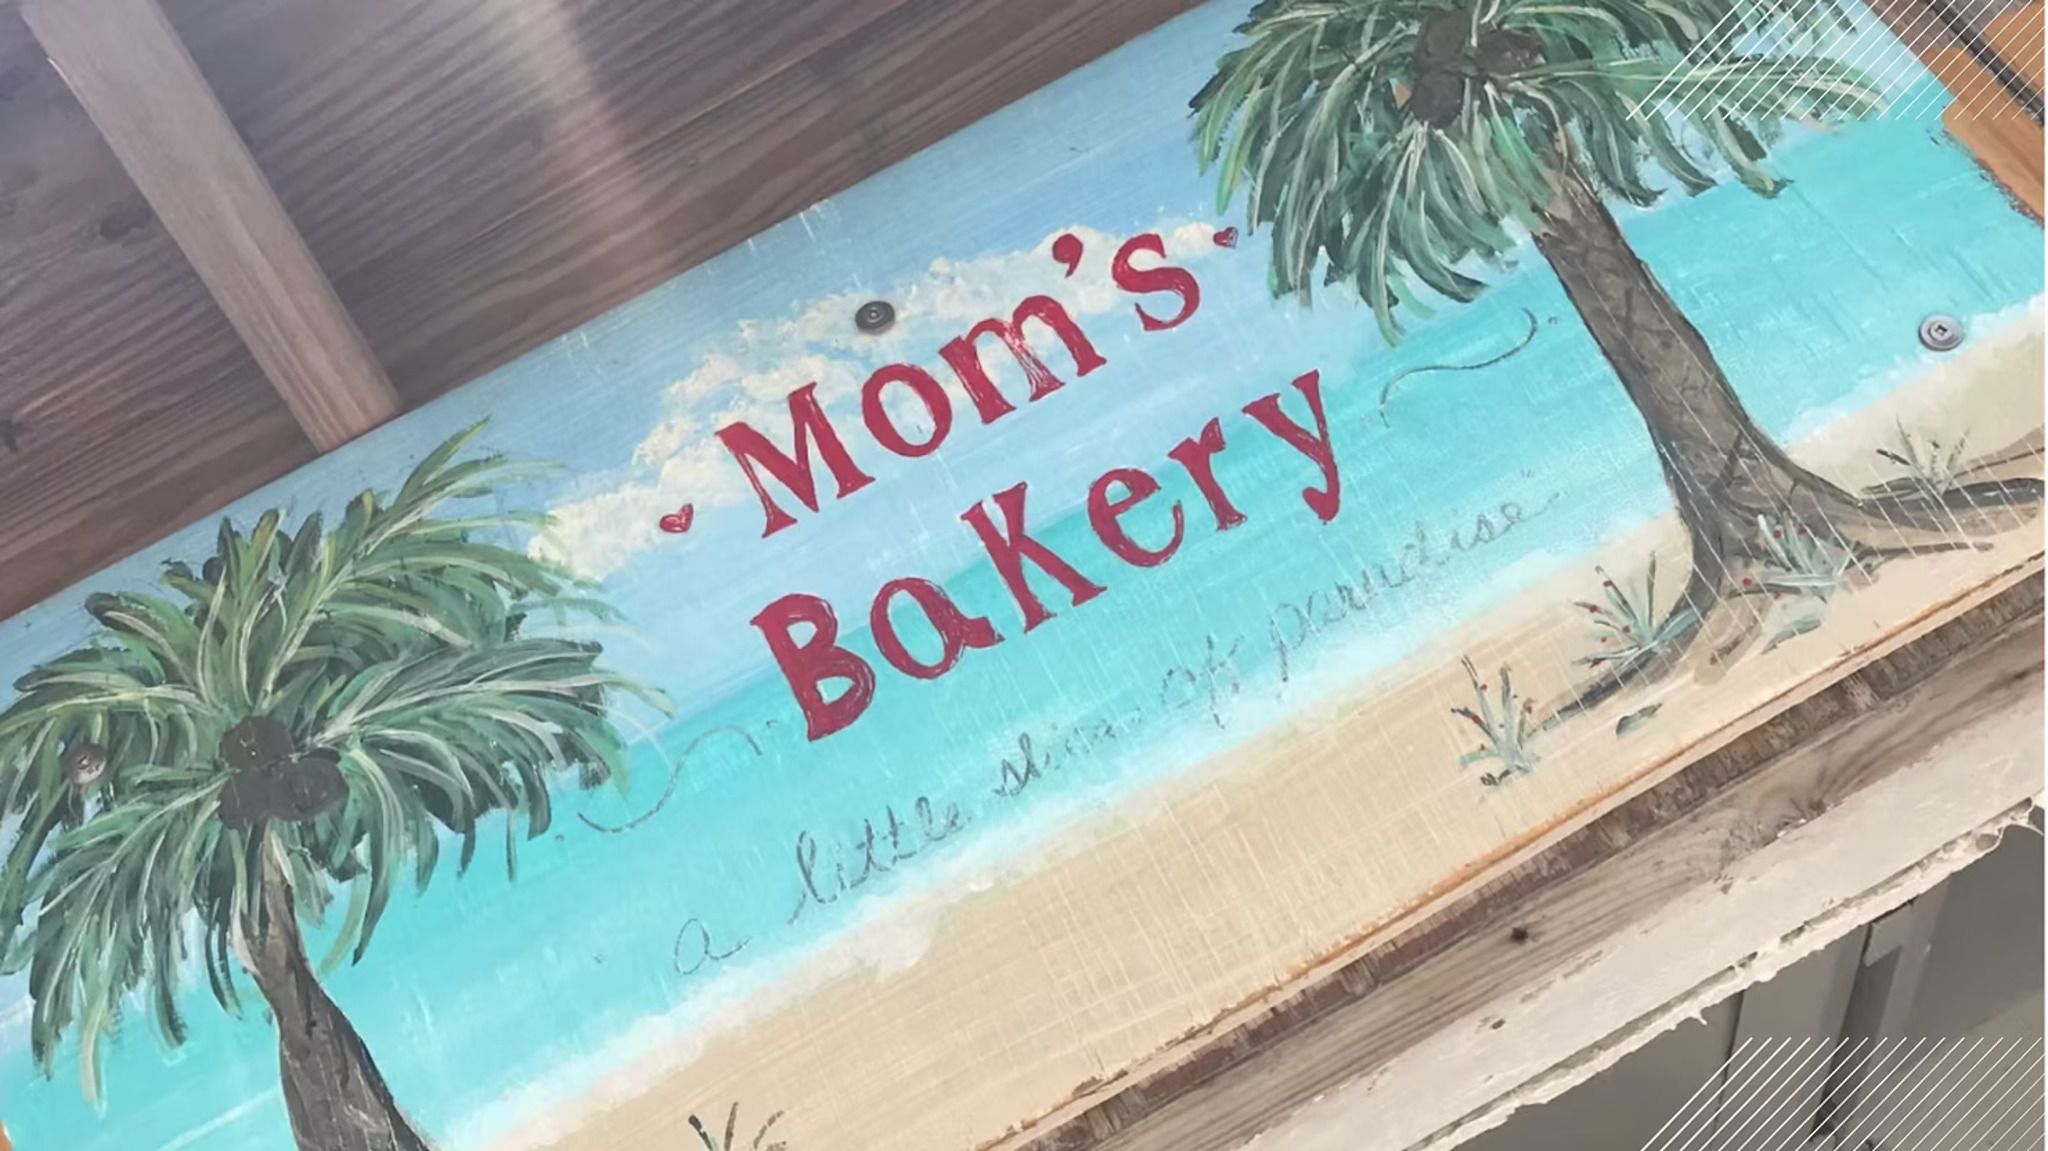 Mom's
BaKery
a little slice of paradise"